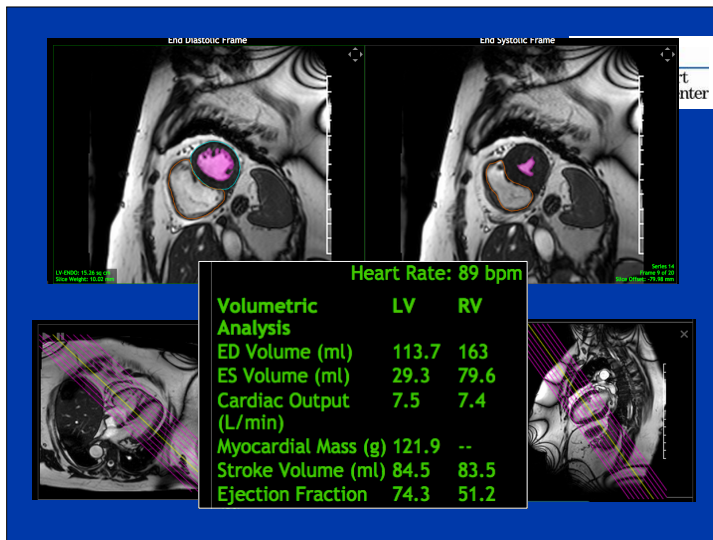 End Diastolic Frame
End Systolic Frame
rt
enter
LV-ENDO: 15.26 sq cm
Slice Weight: 10.02 mm
Series 14
Frame 9 of 20
Slice Offset: -79.98 mm
Heart Rate: 89 bpm
Volumetric Analysis LV RV
ED Volume (ml) 113.7 163
ES Volume (ml) 29.3 79.6
Cardiac Output (L/min) 7.5 7.4
Myocardial Mass (g) 121.9 --
Stroke Volume (ml) 84.5 83.5
Ejection Fraction 74.3 51.2